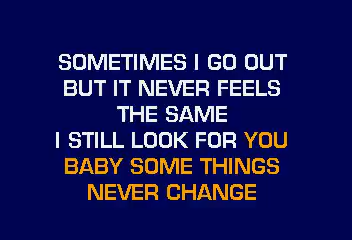 SOMETIMES I GO OUT
BUT IT NEVER FEELS
THE SAME
I STILL LOOK FOR YOU
BABY SOME THINGS
NEVER CHANGE